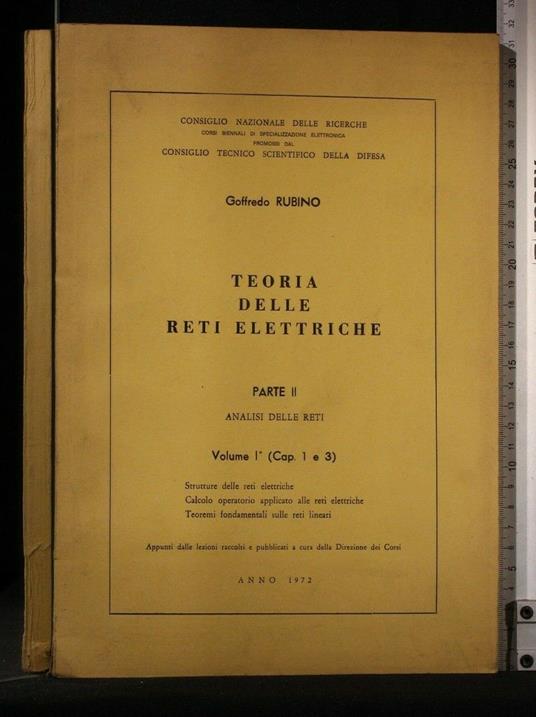 CONSIGLIO NAZIONALE DELLE RICERCHE
CORSI BIENNALI DI SPECIALIZZAZIONE ELETTRONICA
PROMOSSI DAL
CONSIGLIO TECNICO SCIENTIFICO DELLA DIFESA
Goffredo RUBINO
TEORIA
DELLE
RETI ELETTRICHE
PARTE II
ANALISI DELLE RETI
Volume I° (Cap. 1 e 3)
Strutture delle reti elettriche
Calcolo operatorio applicato alle reti elettriche
Teoremi fondamentali sulle reti lineari
Appunti dalle lezioni raccolti e pubblicati a cura della Direzione dei Corsi
ANNO 1972